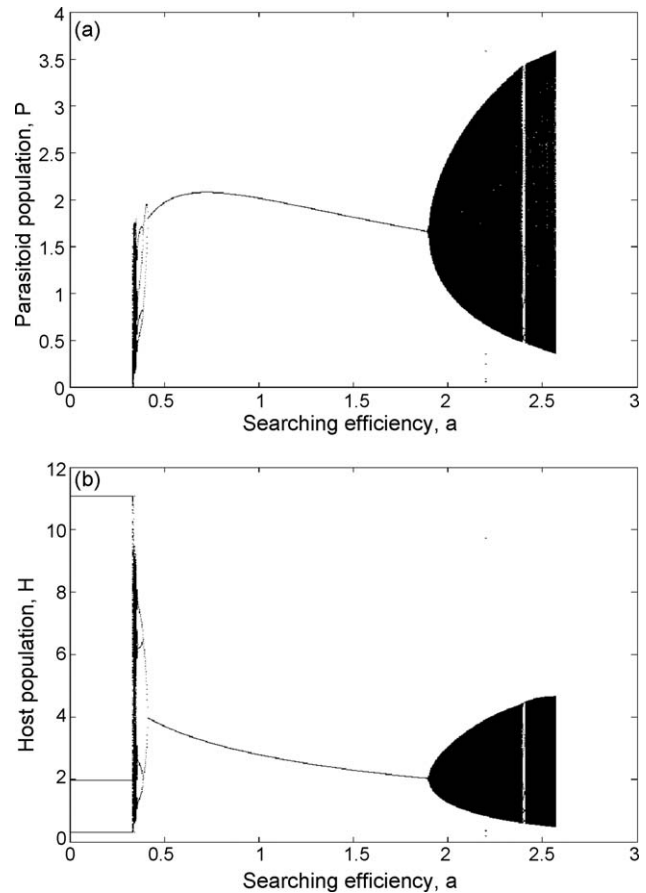 (a)
4
3.5
3
2.5
2
1.5
1
0.5
0
Parasitoid population, P
0 0.5 1 1.5 2 2.5 3
Searching efficiency, a
(b)
12
10
8
6
4
2
0
Host population, H
0 0.5 1 1.5 2 2.5 3
Searching efficiency, a